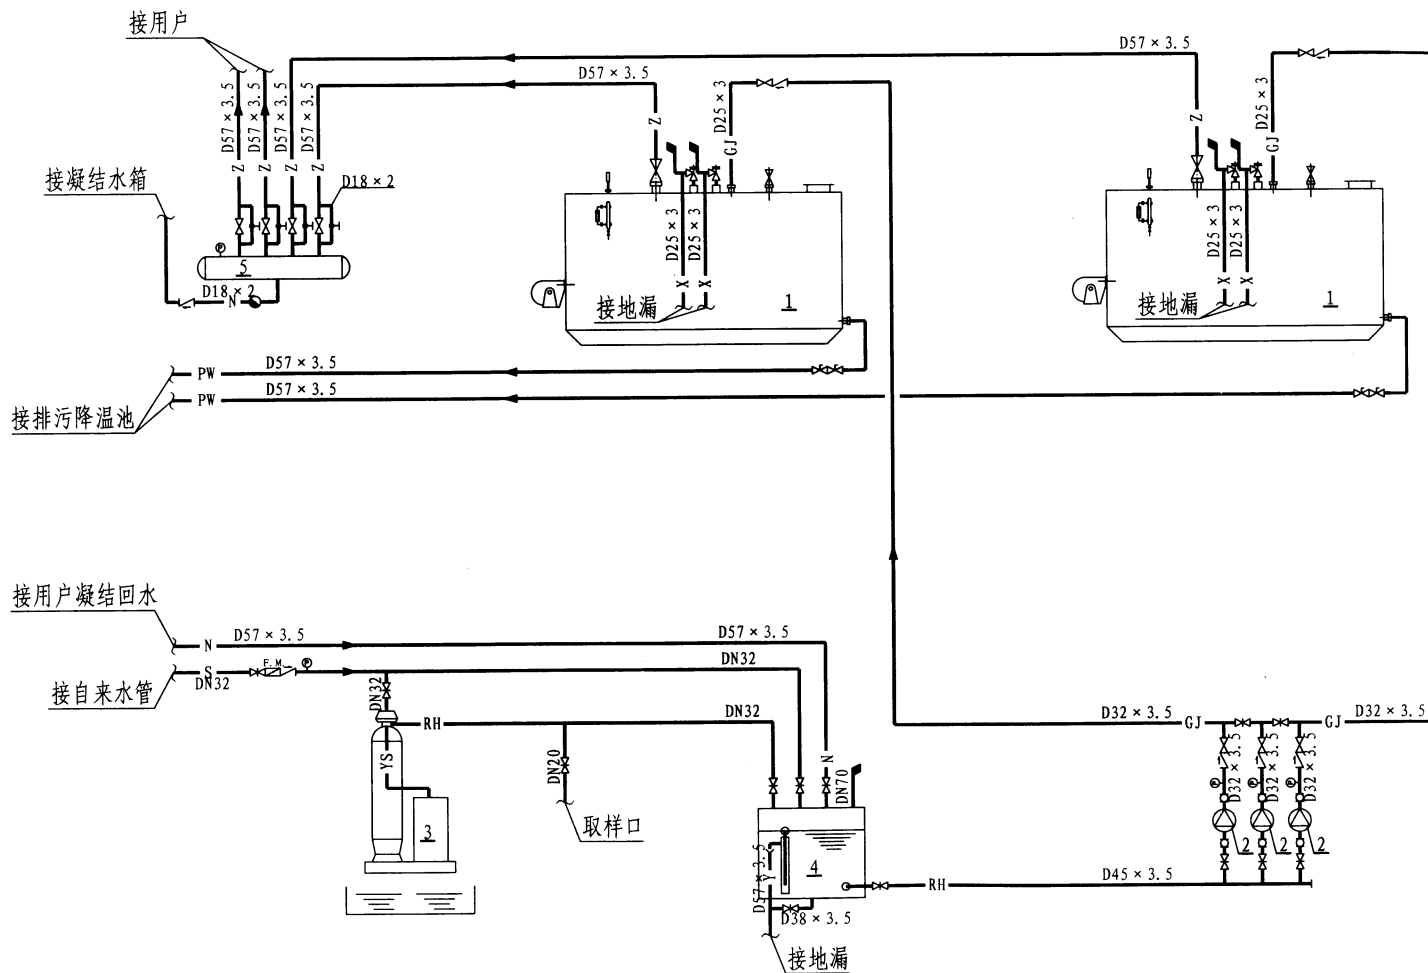 接用户
D57×3.5
D57×3.5
D25×3
D25×3
D57×3.5
D57×3.5
D57×3.5
D57×3.5
Z
Z
GJ
GJ
接凝结水箱
Z
Z
Z
Z
D18×2
P
5
D25×3
D25×3
D25×3
D25×3
D18×2
N
X
X
X
X
接地漏
1
接地漏
1
PW
D57×3.5
PW
D57×3.5
接排污降温池
接用户凝结回水
N
D57×3.5
D57×3.5
S
DN32
F.M.
P
DN32
接自来水管
DN32
RH
DN32
D32×3.5
GJ
GJ
D32×3.5
YS
DN20
N
DN70
D32×3.5
D32×3.5
D32×3.5
P
P
P
3
取样口
2
2
2
D57×3.5
Y
4
RH
D45×3.5
D38×3.5
接地漏